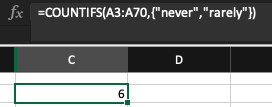 fx =COUNTIFS(A3:A70,{"never","rarely"})
C D
6